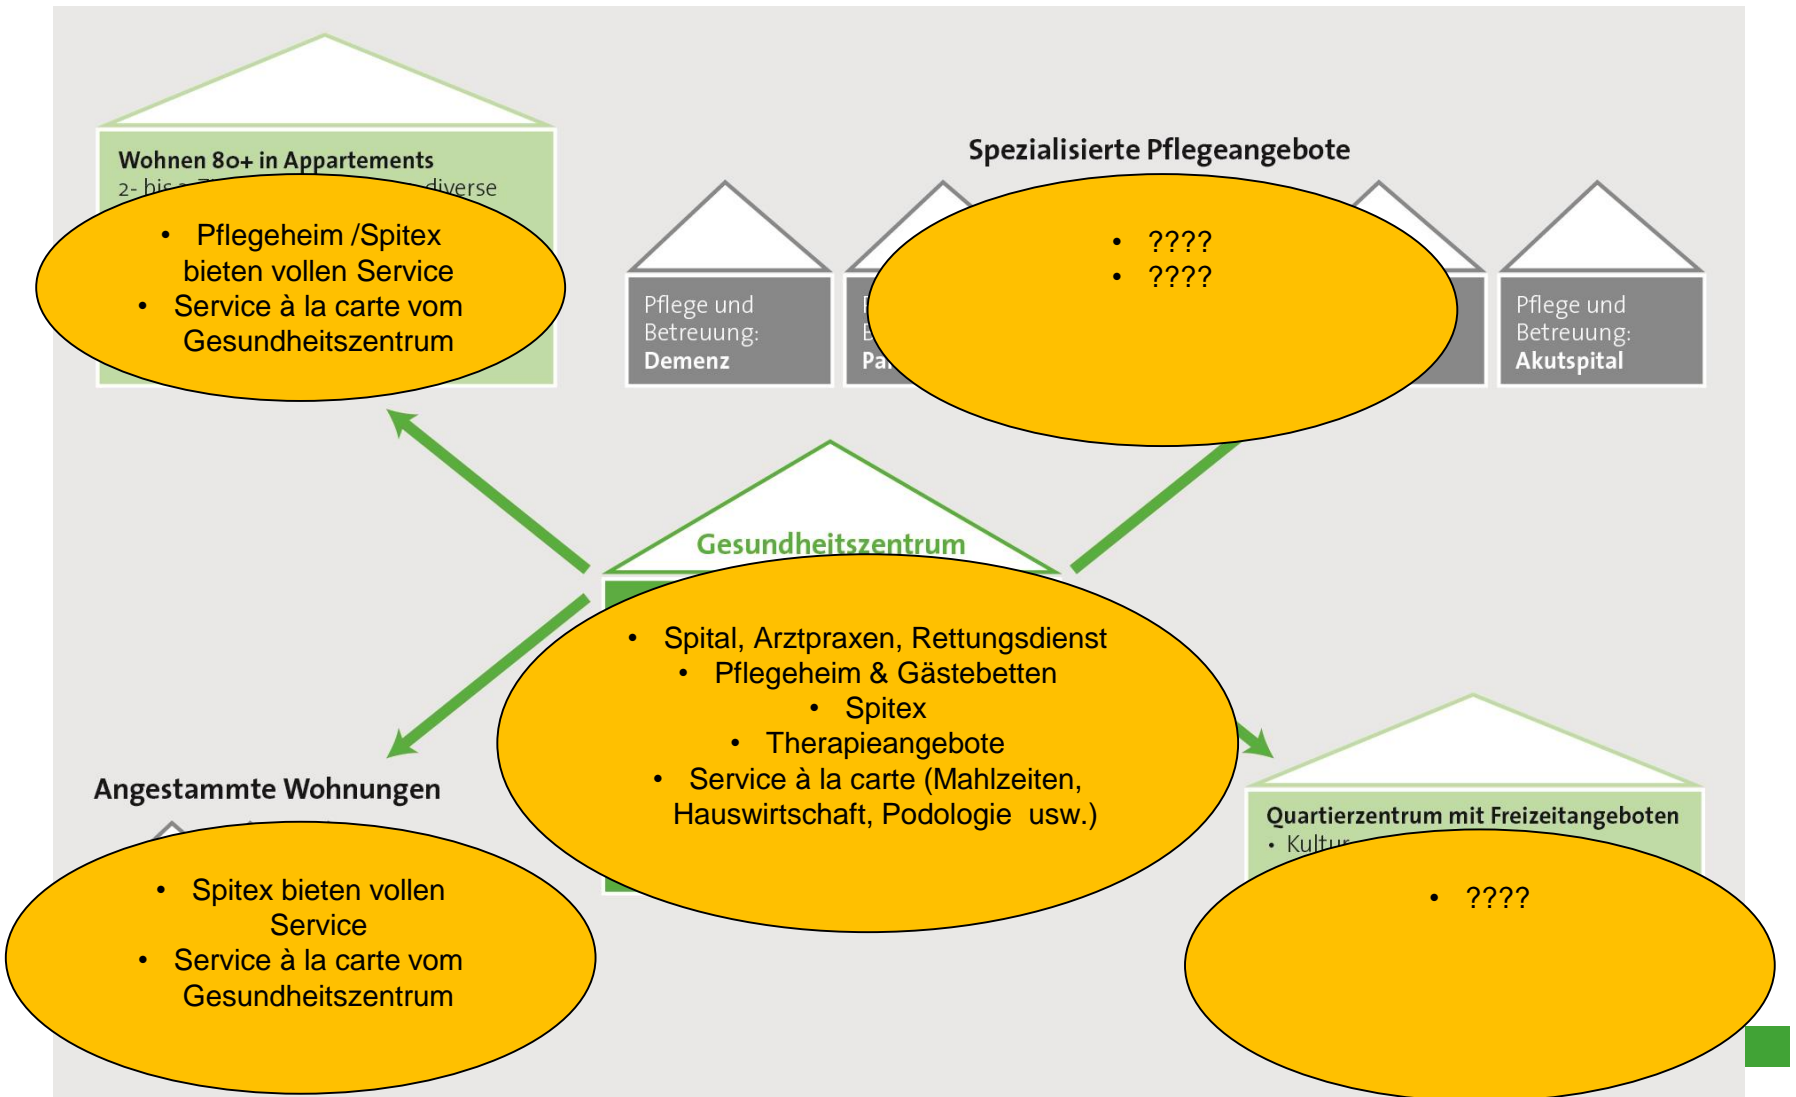 Wohnen 80+ in Appartements
2- bis diverse
• Pflegeheim /Spitex
bieten vollen Service
• Service à la carte vom
Gesundheitszentrum
Spezialisierte Pflegeangebote
Pflege und
Betreuung:
Demenz
• ????
• ????
Pflege und
Betreuung:
Akutspital
Gesundheitszentrum
• Spital, Arztpraxen, Rettungsdienst
• Pflegeheim & Gästebetten
• Spitex
• Therapieangebote
• Service à la carte (Mahlzeiten,
Hauswirtschaft, Podologie usw.)
Angestammte Wohnungen
• Spitex bieten vollen
Service
• Service à la carte vom
Gesundheitszentrum
Quartierzentrum mit Freizeitangeboten
• Kultur
• ????